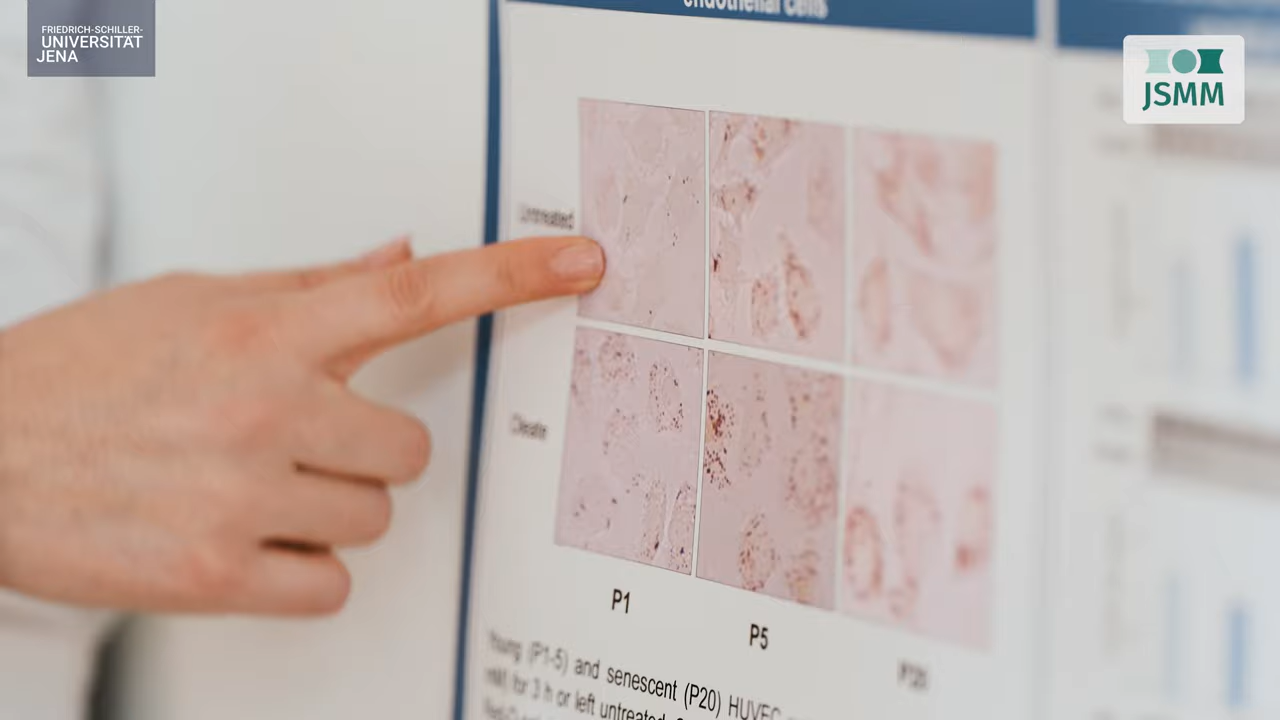 FRIEDRICH-SCHILLER-
UNIVERSITÄT
JENA
JSMM
endothelial cells
Untreated
Oleate
P1
P5
P20
Young (P1-5) and senescent (P20) HUVEC
mM) for 3 h or left untreated.